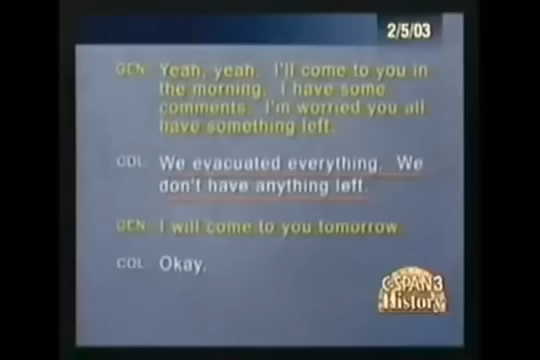 2/5/03
GEN: Yeah, yeah. I'll come to you in
the morning. I have some
comments. I'm worried you all
have something left.
COL: We evacuated everything. We
don't have anything left.
GEN: I will come to you tomorrow.
COL: Okay.
C-SPAN 3
History